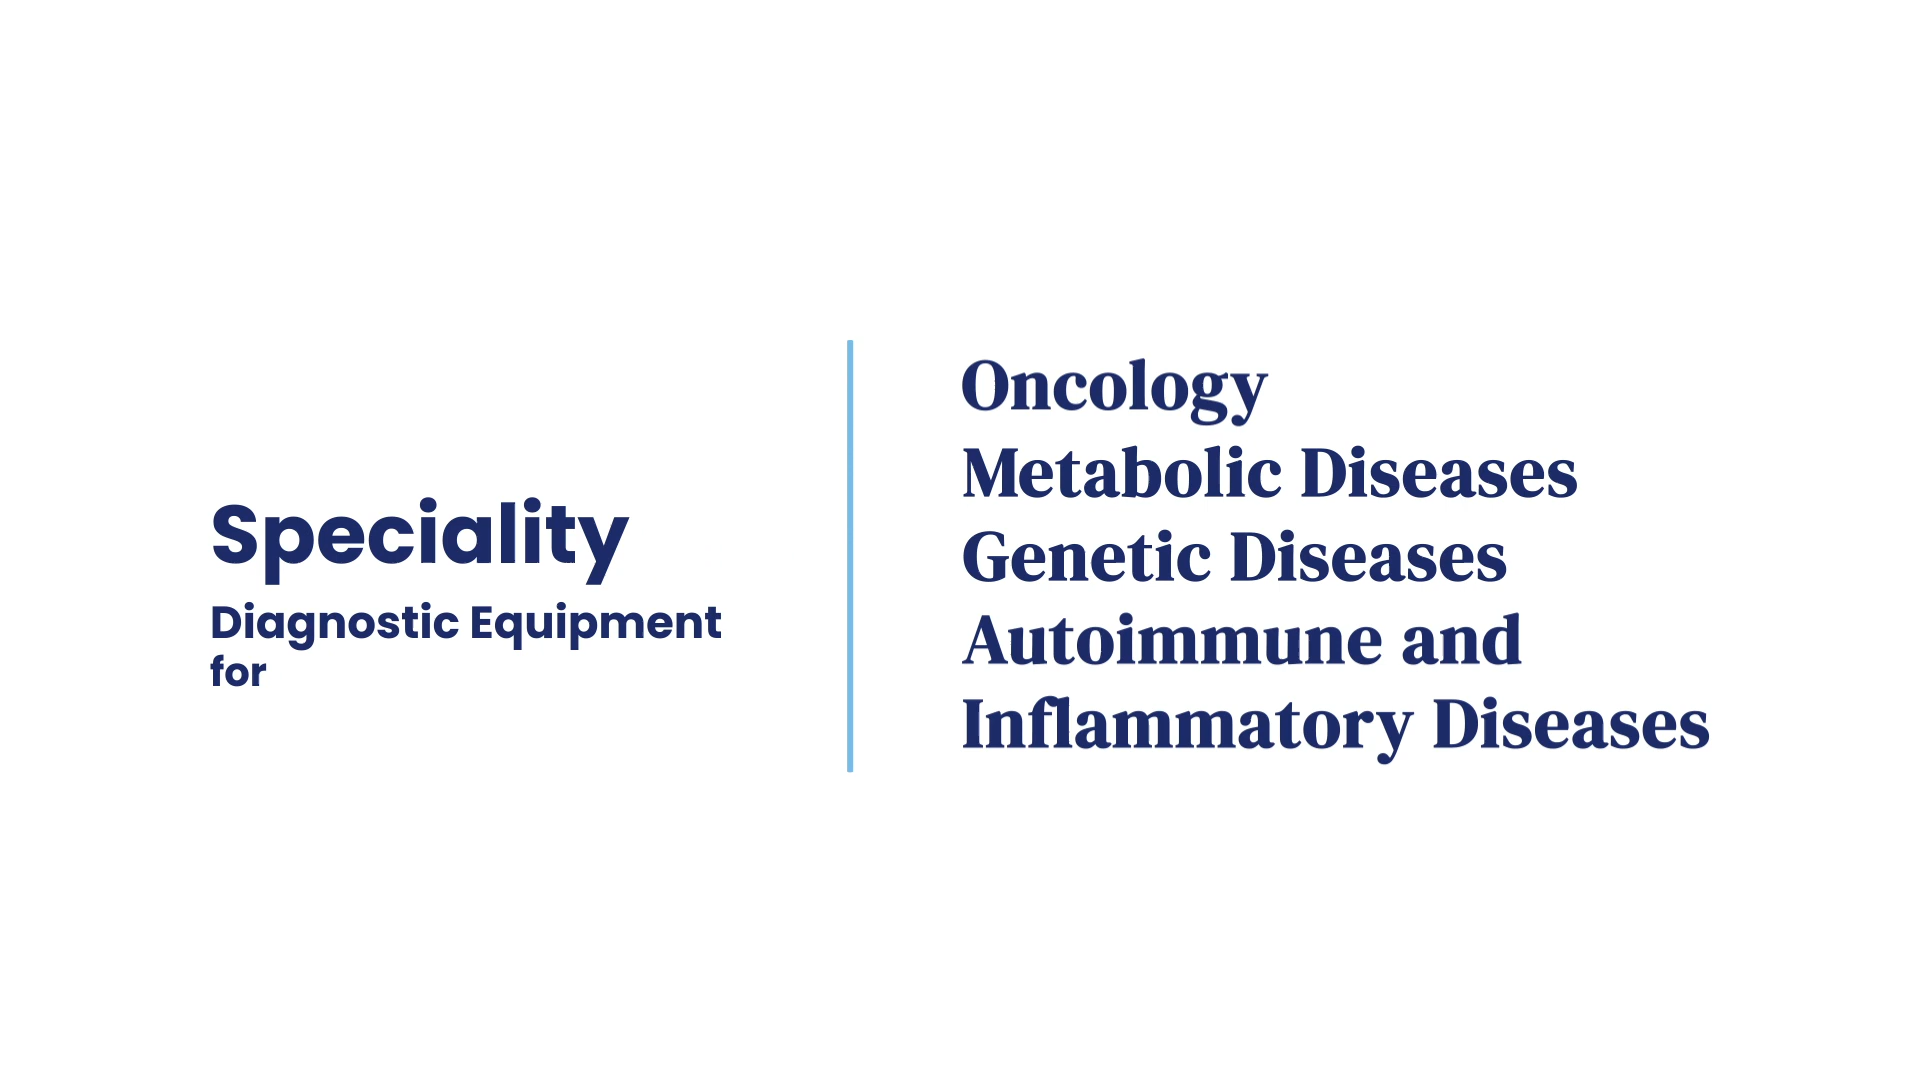 Speciality
Diagnostic Equipment
for
Oncology
Metabolic Diseases
Genetic Diseases
Autoimmune and
Inflammatory Diseases